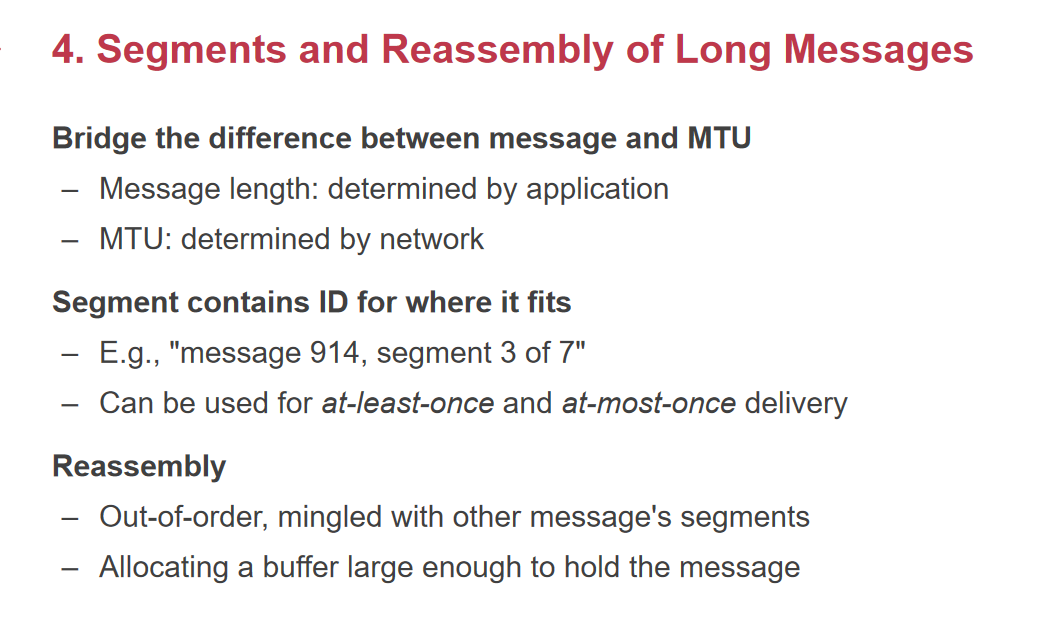 4. Segments and Reassembly of Long Messages
Bridge the difference between message and MTU
– Message length: determined by application
– MTU: determined by network
Segment contains ID for where it fits
– E.g., "message 914, segment 3 of 7"
– Can be used for at-least-once and at-most-once delivery
Reassembly
– Out-of-order, mingled with other message's segments
– Allocating a buffer large enough to hold the message